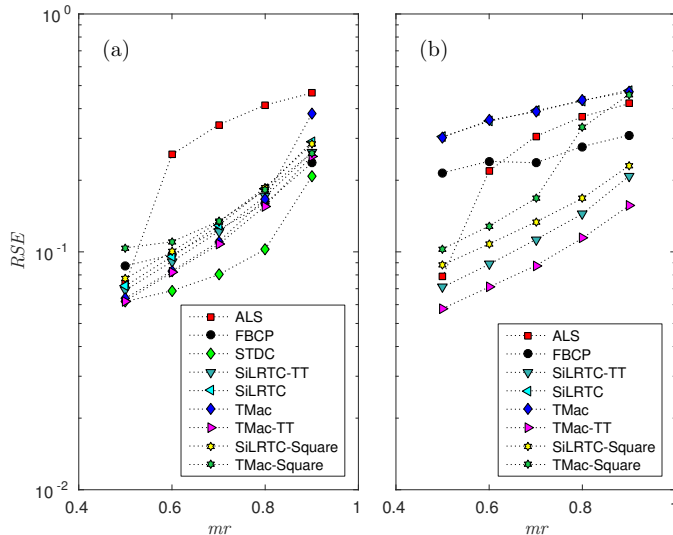 (a)
RSE
10^0
10^-1
10^-2
0.4
0.6
0.8
1
mr
ALS
FBCP
STDC
SiLRTC-TT
SiLRTC
TMac
TMac-TT
SiLRTC-Square
TMac-Square
(b)
0.4
0.6
0.8
1
mr
ALS
FBCP
SiLRTC-TT
SiLRTC
TMac
TMac-TT
SiLRTC-Square
TMac-Square